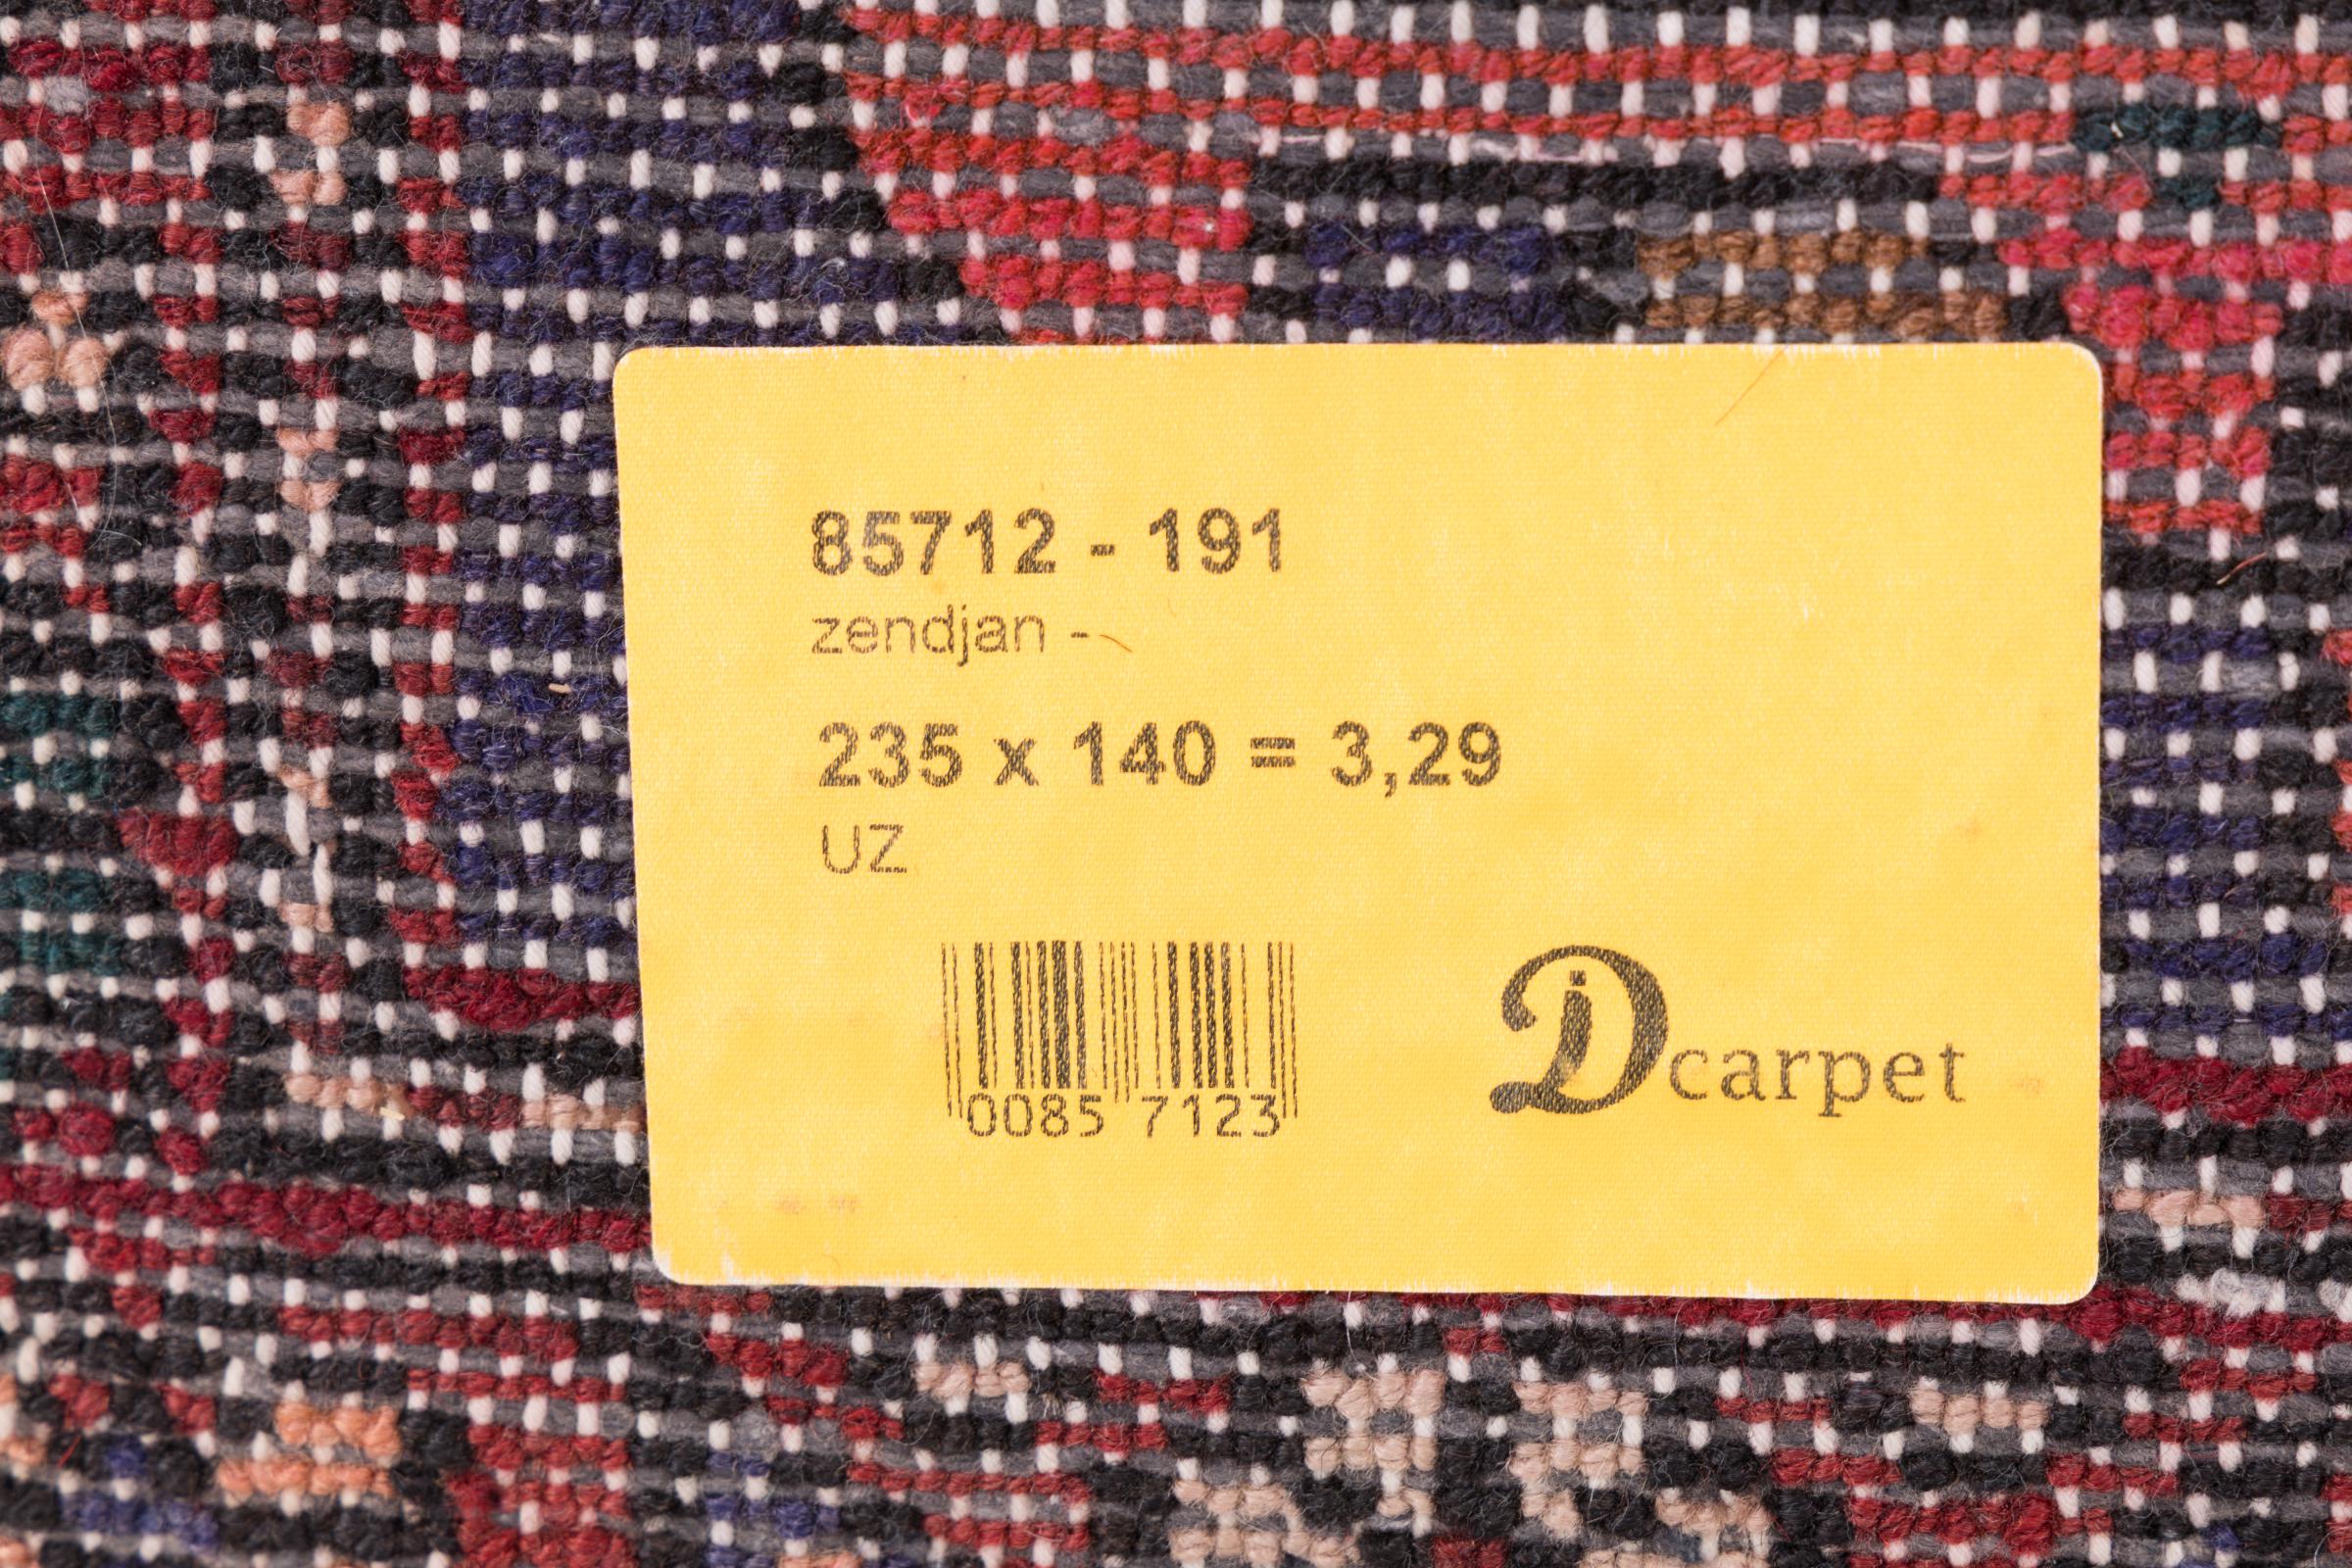 85712 - 191
zendjan -
235 x 140 = 3,29
UZ
0085 7123
iD carpet